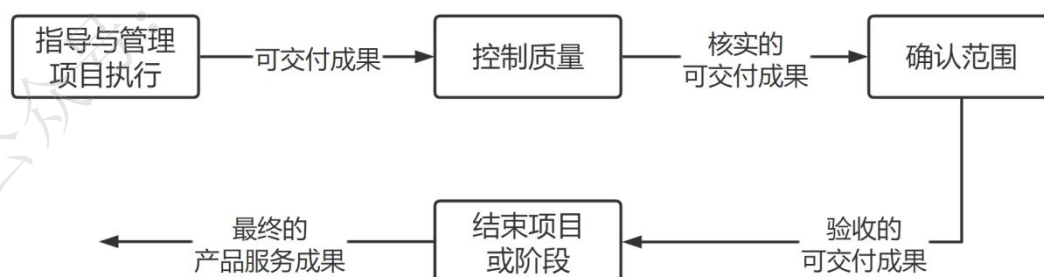 指导与管理
项目执行
可交付成果
控制质量
核实的
可交付成果
确认范围
最终的
产品服务成果
结束项目
或阶段
验收的
可交付成果